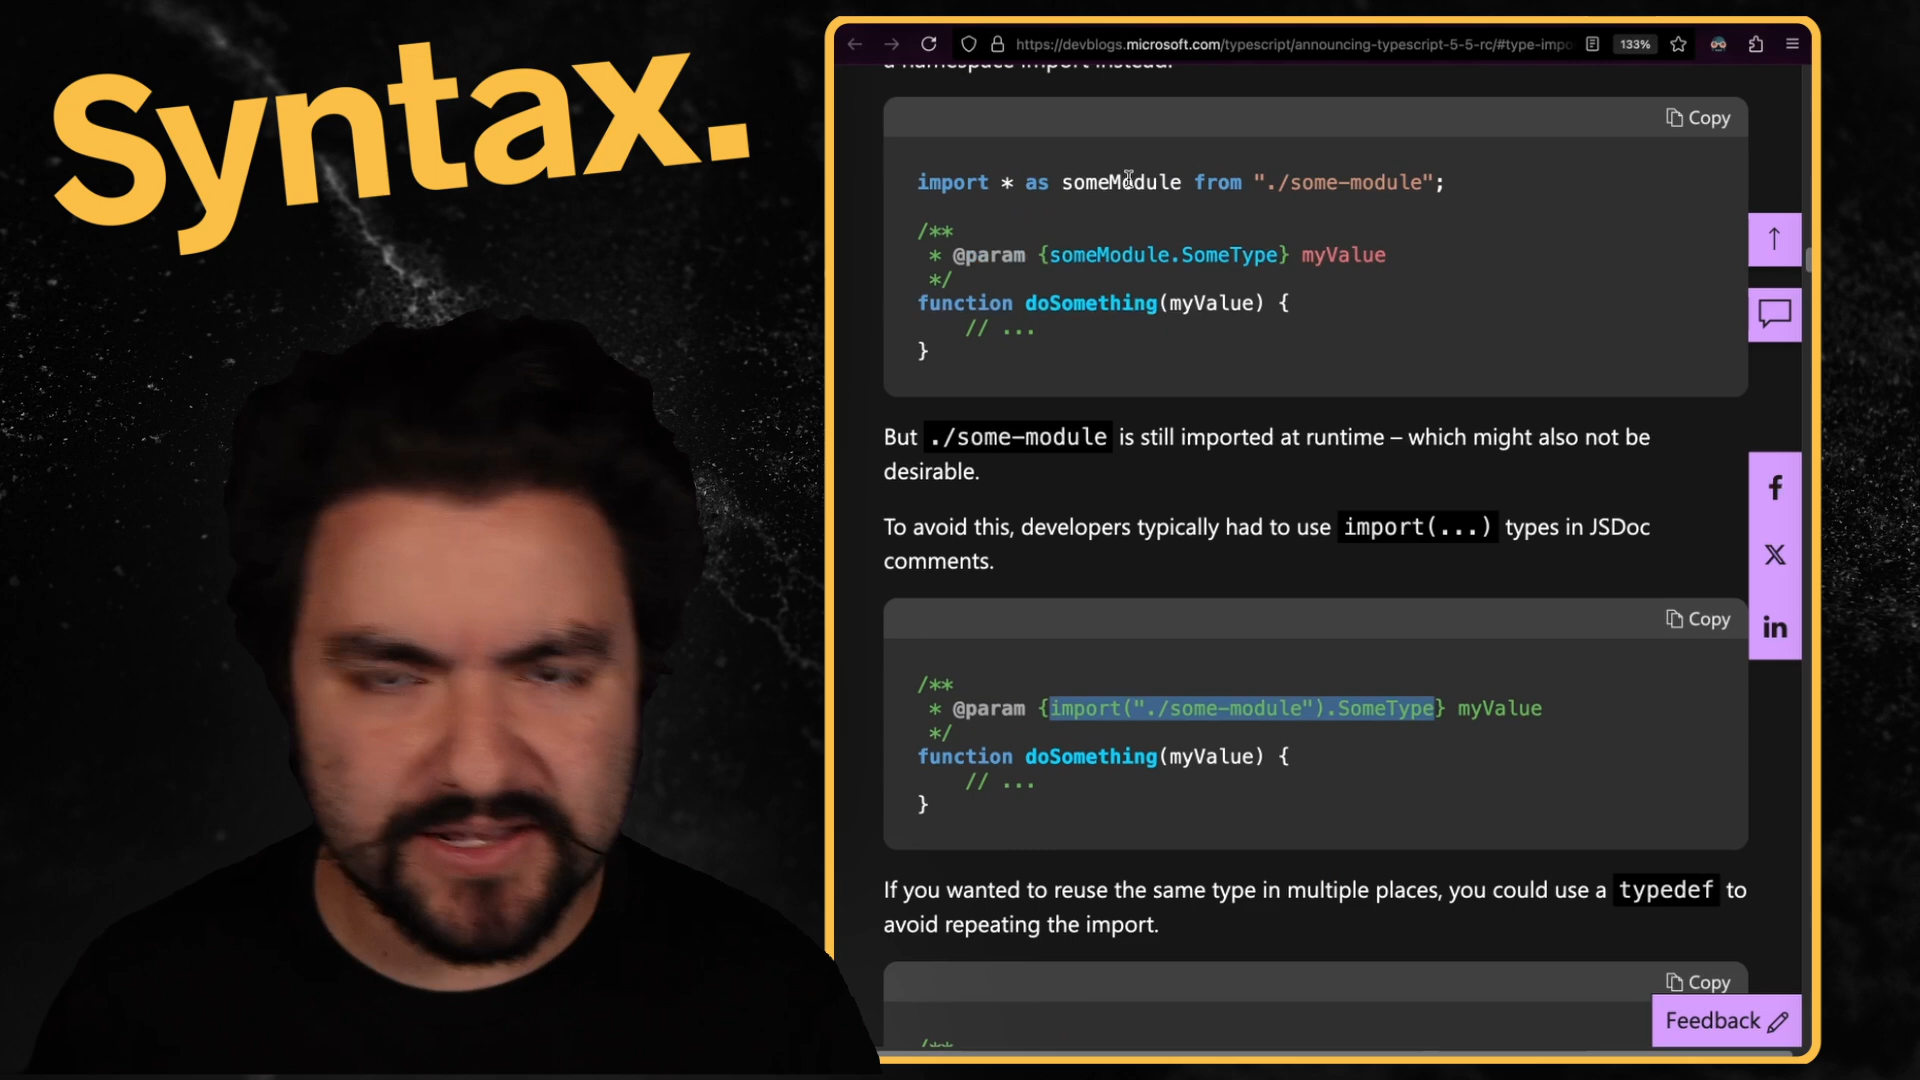 Syntax.
https://devblogs.microsoft.com/typescript/announcing-typescript-5-5-rc/#type-impo
133%
a namespace import instead.
Copy
import * as someModule from "./some-module";
/**
* @param {someModule.SomeType} myValue
*/
function doSomething(myValue) {
// ...
}
But ./some-module is still imported at runtime – which might also not be
desirable.
To avoid this, developers typically had to use import(...) types in JSDoc
comments.
Copy
/**
* @param {import("./some-module").SomeType} myValue
*/
function doSomething(myValue) {
// ...
}
If you wanted to reuse the same type in multiple places, you could use a typedef to
avoid repeating the import.
Copy
Feedback
/**